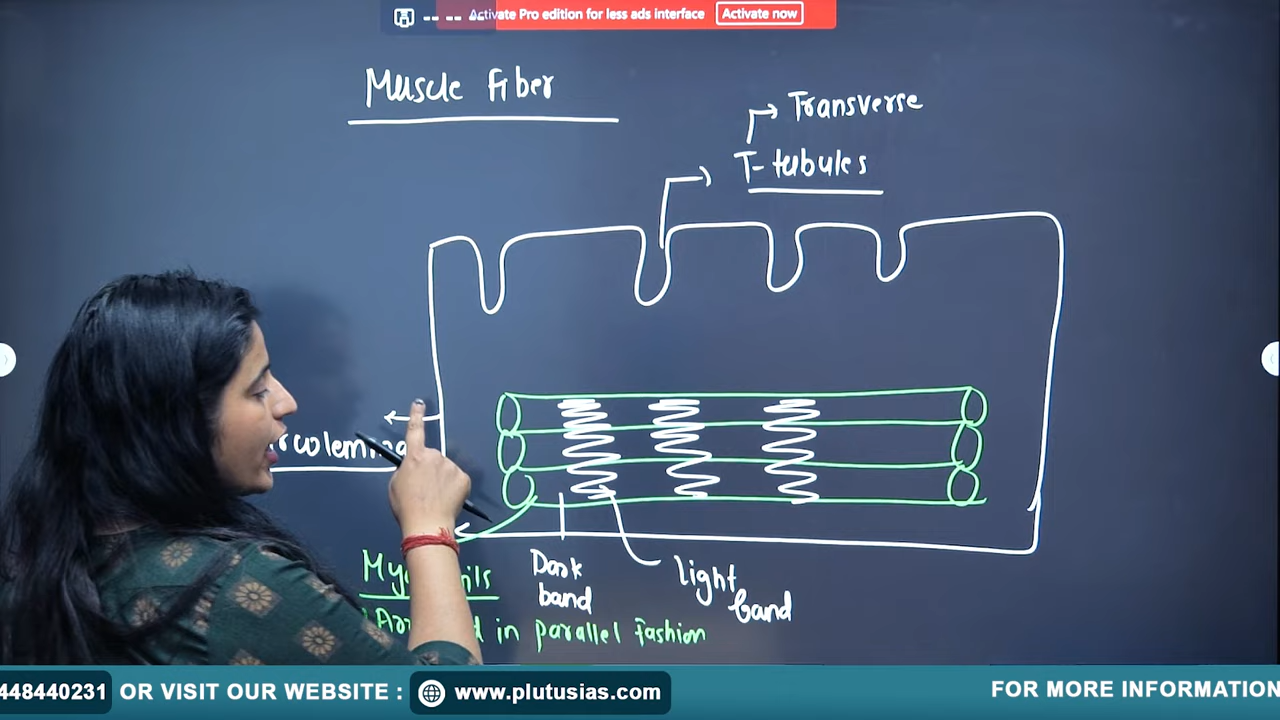 Activate Pro edition for less ads interface Activate now
Muscle fiber
Transverse
T-tubules
Dark
band
light
band
in parallel fashion
448440231 OR VISIT OUR WEBSITE : www.plutusias.com
FOR MORE INFORMATION